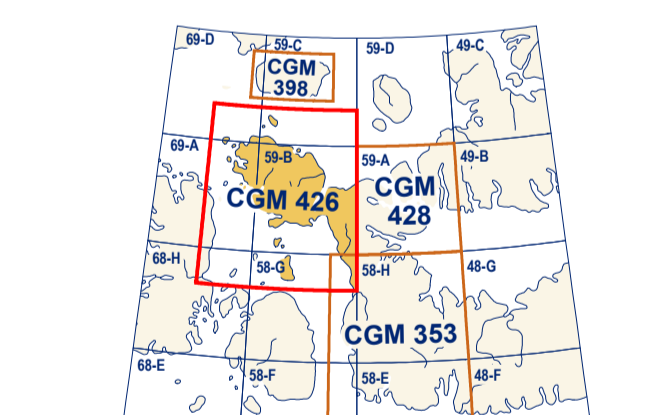 69-D
59-C
59-D
49-C
CGM
398
69-A
59-B
59-A
49-B
CGM 426
CGM
428
68-H
58-G
58-H
48-G
CGM 353
68-E
58-F
58-E
48-F